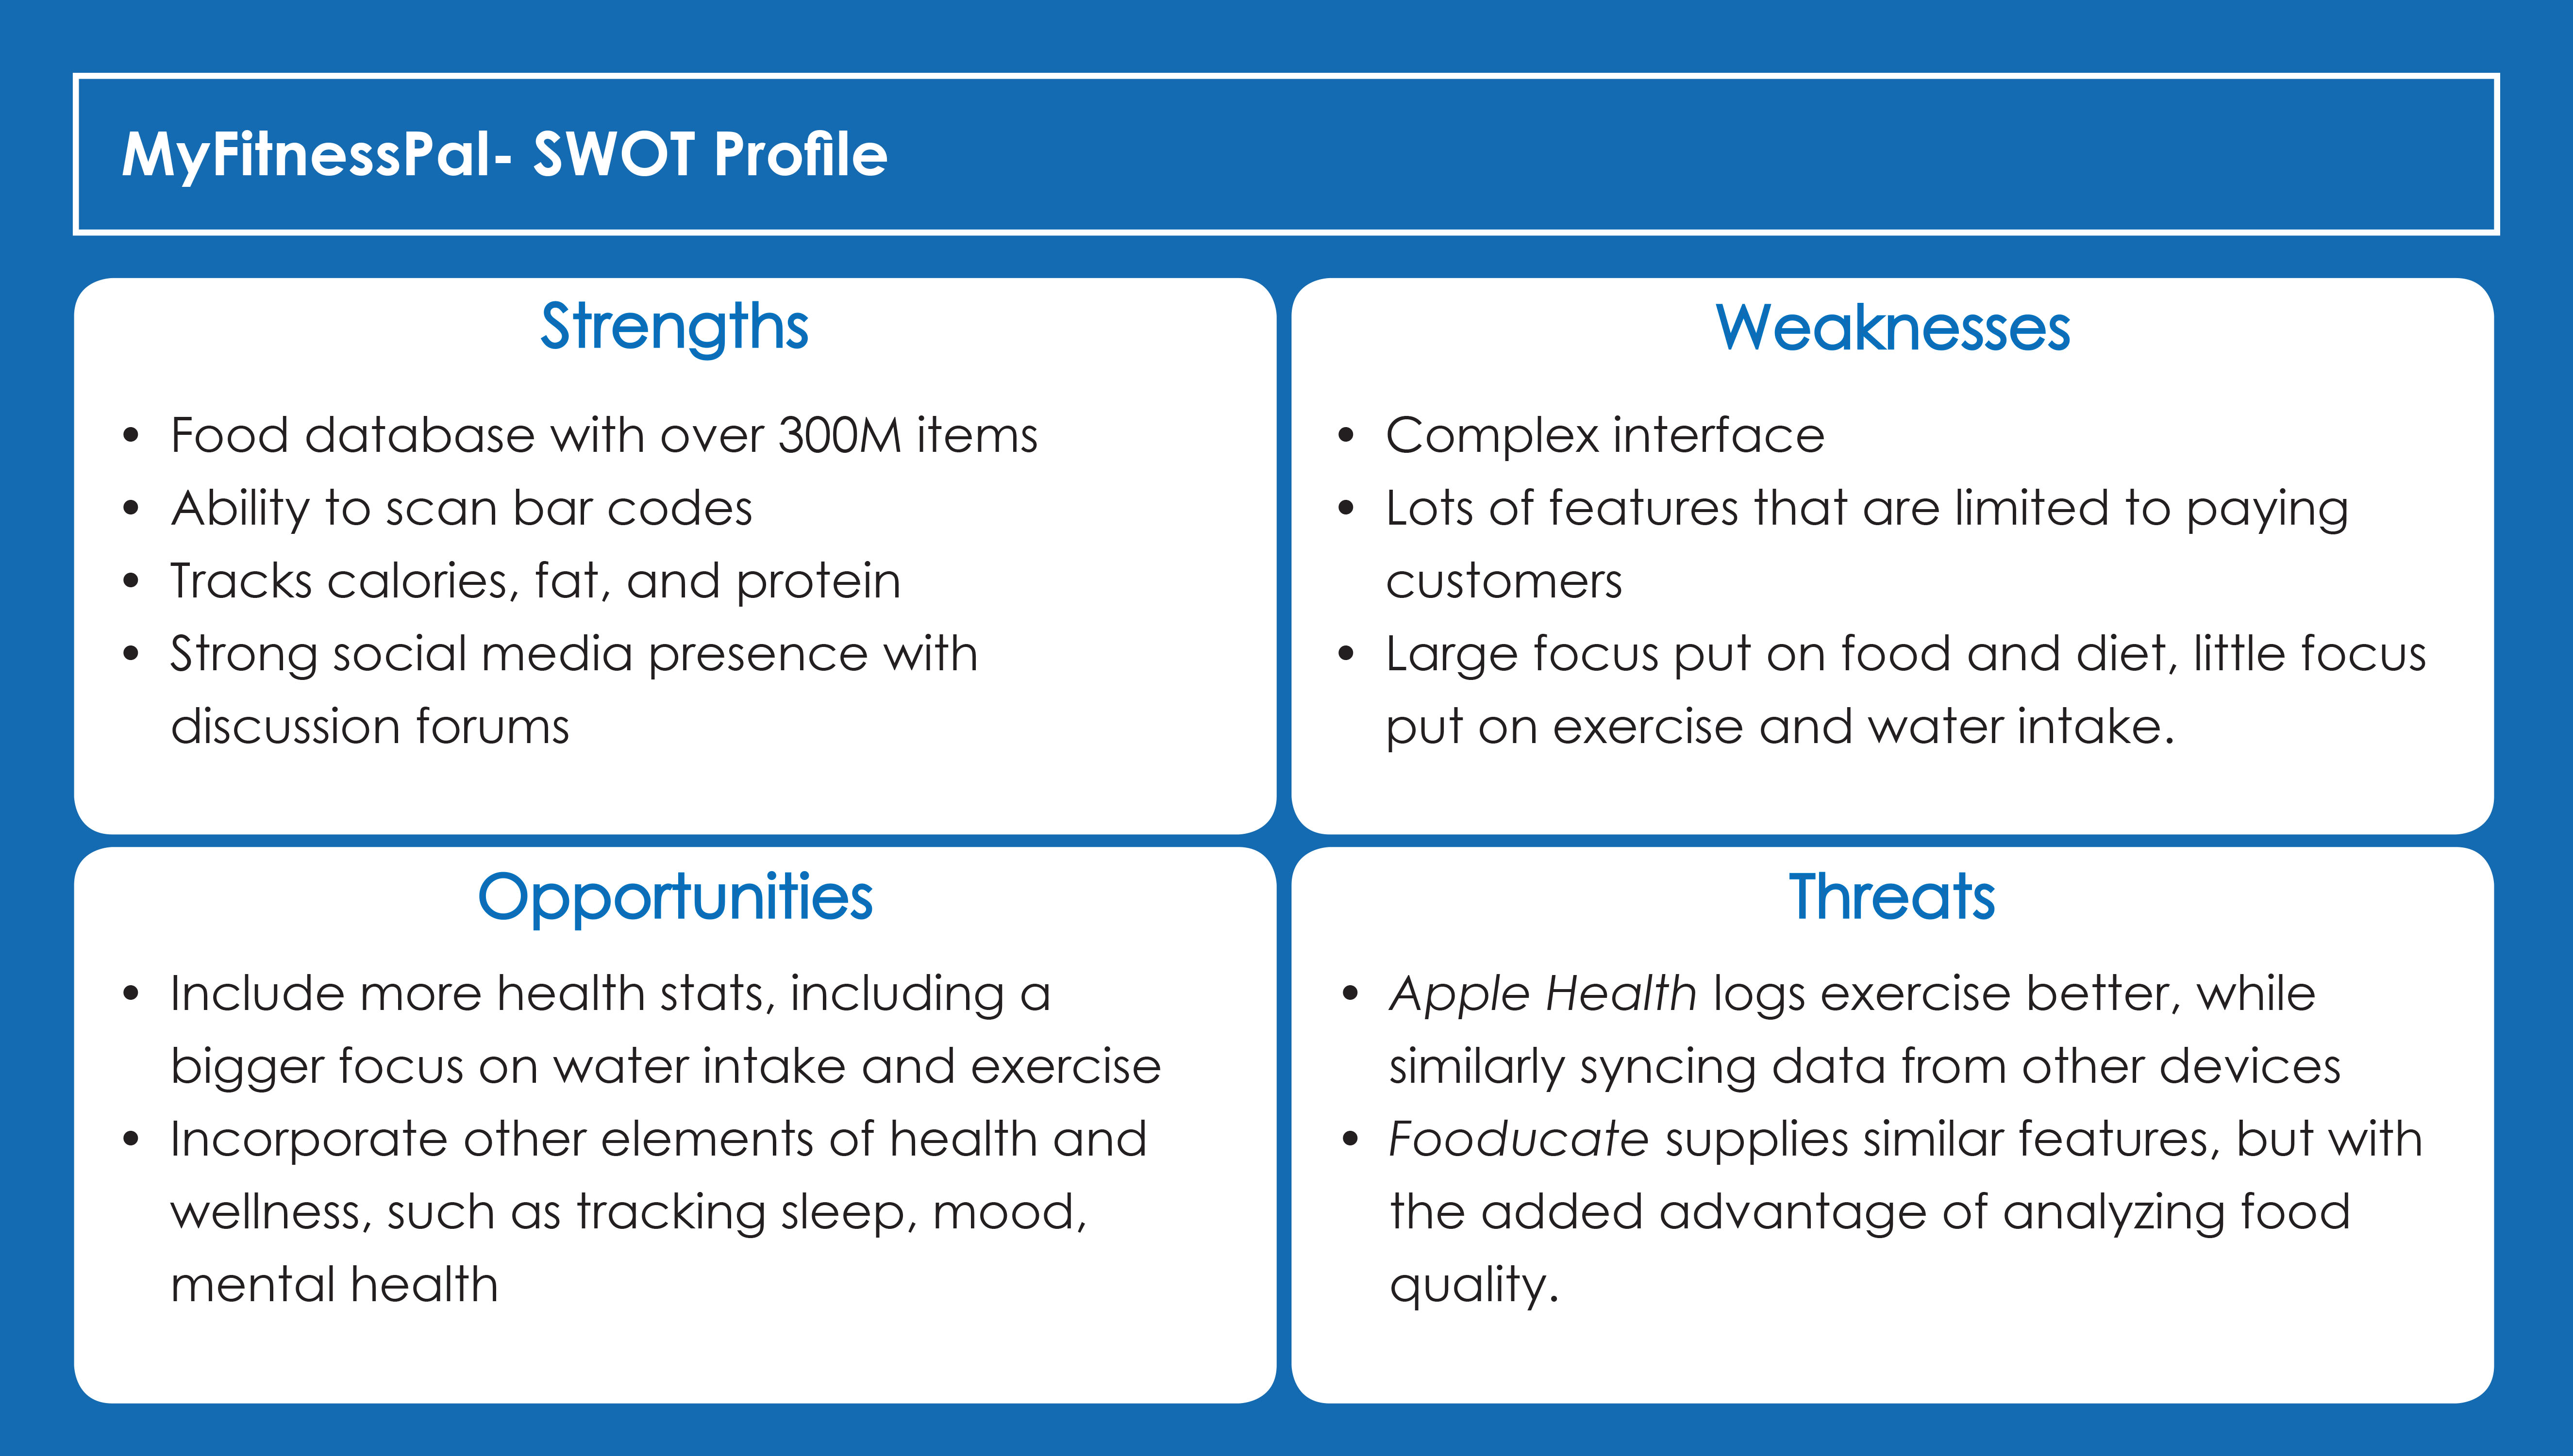 MyFitnessPal- SWOT Profile
Strengths
• Food database with over 300M items
• Ability to scan bar codes
• Tracks calories, fat, and protein
• Strong social media presence with
discussion forums
Weaknesses
• Complex interface
• Lots of features that are limited to paying
customers
• Large focus put on food and diet, little focus
put on exercise and water intake.
Opportunities
• Include more health stats, including a
bigger focus on water intake and exercise
• Incorporate other elements of health and
wellness, such as tracking sleep, mood,
mental health
Threats
• Apple Health logs exercise better, while
similarly syncing data from other devices
• Fooducate supplies similar features, but with
the added advantage of analyzing food
quality.